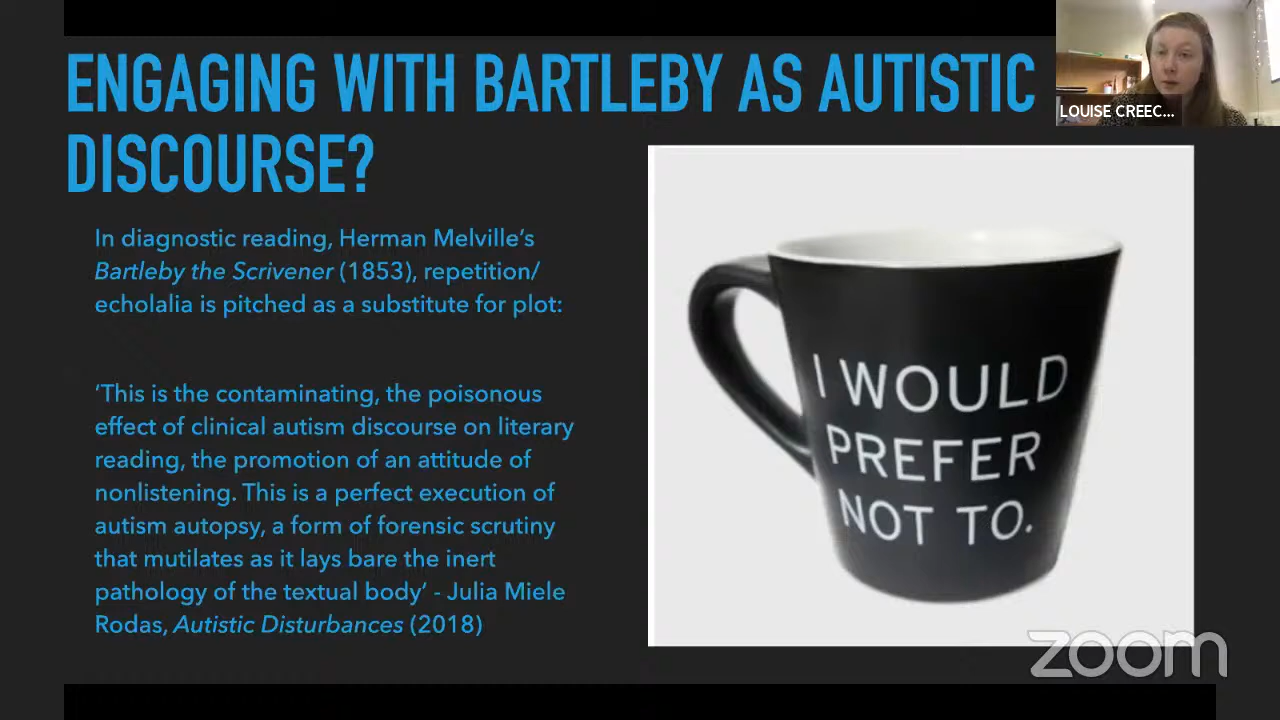 ENGAGING WITH BARTLEBY AS AUTISTIC
DISCOURSE?
LOUISE CREEC...
In diagnostic reading, Herman Melville’s
Bartleby the Scrivener (1853), repetition/
echolalia is pitched as a substitute for plot:
‘This is the contaminating, the poisonous
effect of clinical autism discourse on literary
reading, the promotion of an attitude of
nonlistening. This is a perfect execution of
autism autopsy, a form of forensic scrutiny
that mutilates as it lays bare the inert
pathology of the textual body’ - Julia Miele
Rodas, Autistic Disturbances (2018)
I WOULD
PREFER
NOT TO.
zoom